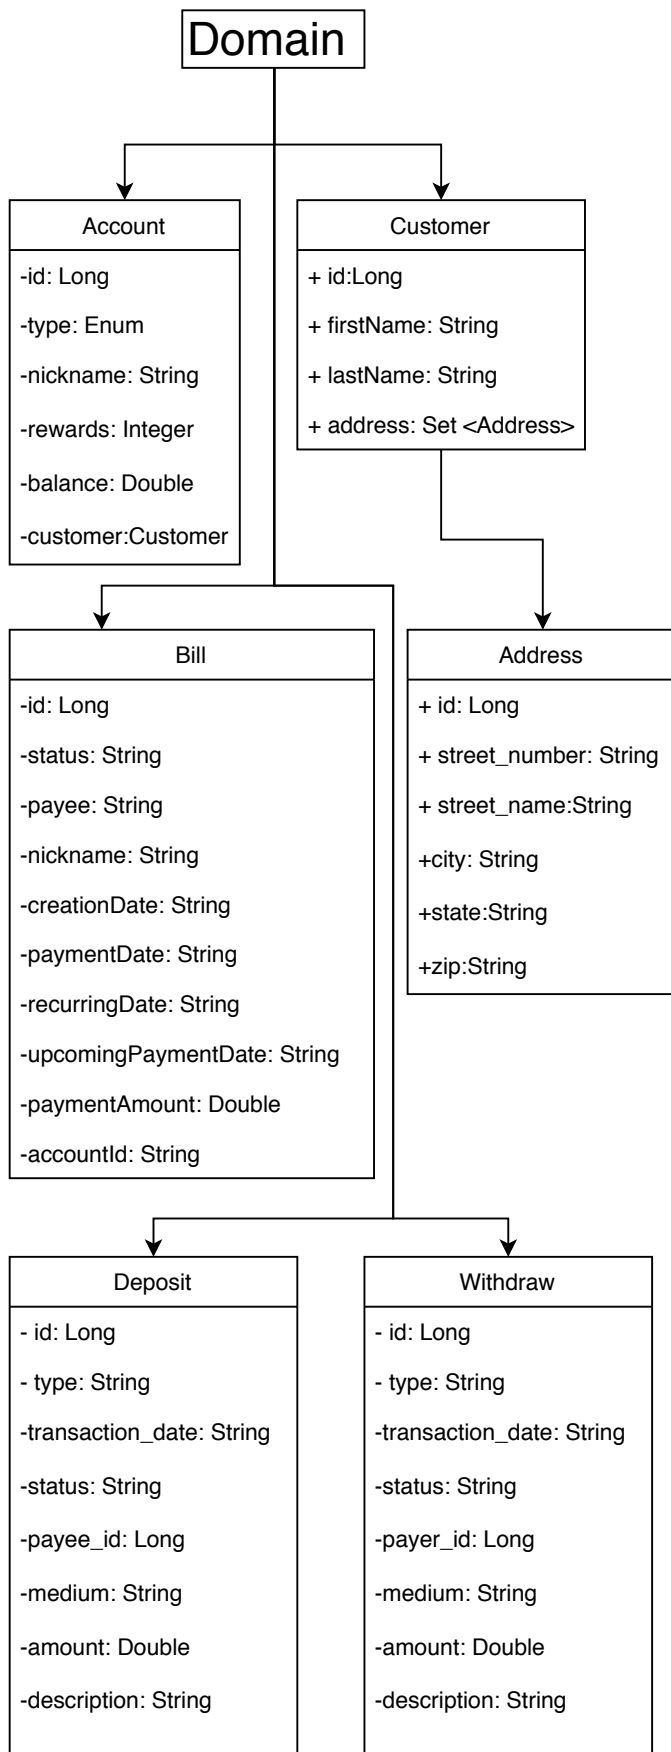 Domain
Account
-id: Long
-type: Enum
-nickname: String
-rewards: Integer
-balance: Double
-customer:Customer
Customer
+ id:Long
+ firstName: String
+ lastName: String
+ address: Set <Address>
Bill
-id: Long
-status: String
-payee: String
-nickname: String
-creationDate: String
-paymentDate: String
-recurringDate: String
-upcomingPaymentDate: String
-paymentAmount: Double
-accountId: String
Address
+ id: Long
+ street_number: String
+ street_name:String
+city: String
+state:String
+zip:String
Deposit
- id: Long
- type: String
-transaction_date: String
-status: String
-payee_id: Long
-medium: String
-amount: Double
-description: String
Withdraw
- id: Long
- type: String
-transaction_date: String
-status: String
-payer_id: Long
-medium: String
-amount: Double
-description: String